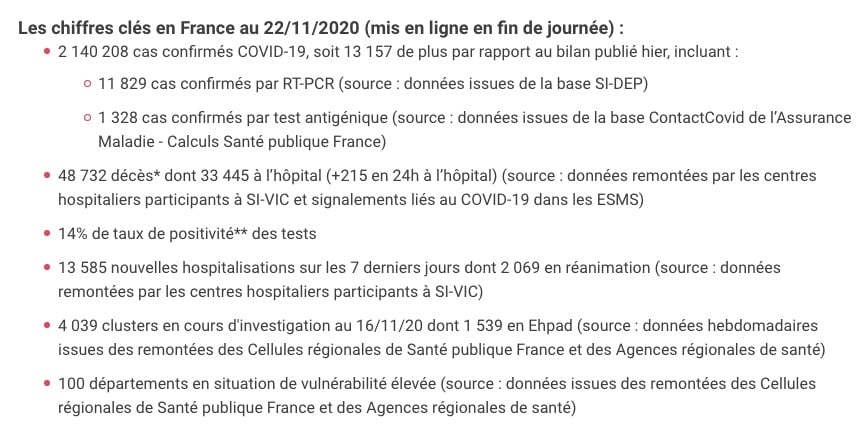 Les chiffres clés en France au 22/11/2020 (mis en ligne en fin de journée) :
• 2 140 208 cas confirmés COVID-19, soit 13 157 de plus par rapport au bilan publié hier, incluant :
○ 11 829 cas confirmés par RT-PCR (source : données issues de la base SI-DEP)
○ 1 328 cas confirmés par test antigénique (source : données issues de la base ContactCovid de l’Assurance
Maladie - Calculs Santé publique France)
• 48 732 décès* dont 33 445 à l’hôpital (+215 en 24h à l’hôpital) (source : données remontées par les centres
hospitaliers participants à SI-VIC et signalements liés au COVID-19 dans les ESMS)
• 14% de taux de positivité** des tests
• 13 585 nouvelles hospitalisations sur les 7 derniers jours dont 2 069 en réanimation (source : données
remontées par les centres hospitaliers participants à SI-VIC)
• 4 039 clusters en cours d'investigation au 16/11/20 dont 1 539 en Ehpad (source : données hebdomadaires
issues des remontées des Cellules régionales de Santé publique France et des Agences régionales de santé)
• 100 départements en situation de vulnérabilité élevée (source : données issues des remontées des Cellules
régionales de Santé publique France et des Agences régionales de santé)